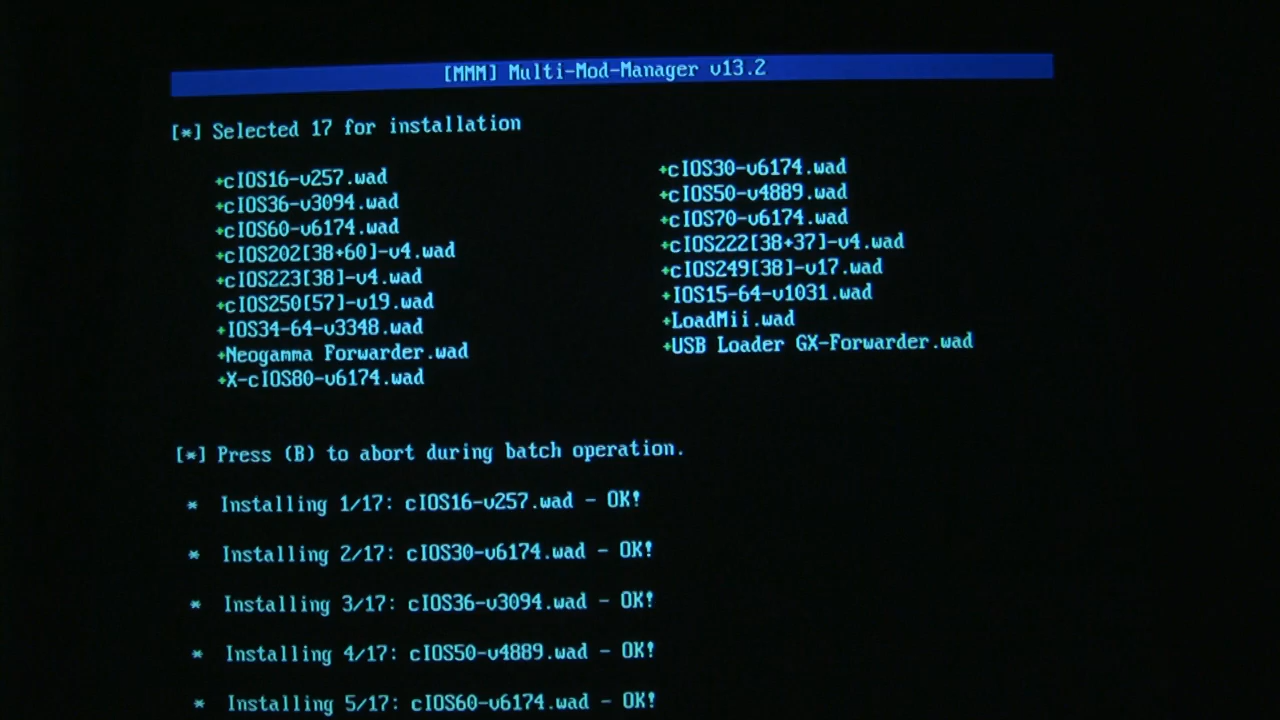 [MMM] Multi-Mod-Manager v13.2
[*] Selected 17 for installation
+cIOS16-v257.wad +cIOS30-v6174.wad
+cIOS36-v3094.wad +cIOS50-v4889.wad
+cIOS60-v6174.wad +cIOS70-v6174.wad
+cIOS202[38+60]-v4.wad +cIOS222[38+37]-v4.wad
+cIOS223[38]-v4.wad +cIOS249[38]-v17.wad
+cIOS250[57]-v19.wad +IOS15-64-v1031.wad
+IOS34-64-v3348.wad +LoadMii.wad
+Neogamma Forwarder.wad +USB Loader GX-Forwarder.wad
+X-cIOS80-v6174.wad
[*] Press (B) to abort during batch operation.
* Installing 1/17: cIOS16-v257.wad - OK!
* Installing 2/17: cIOS30-v6174.wad - OK!
* Installing 3/17: cIOS36-v3094.wad - OK!
* Installing 4/17: cIOS50-v4889.wad - OK!
* Installing 5/17: cIOS60-v6174.wad - OK!